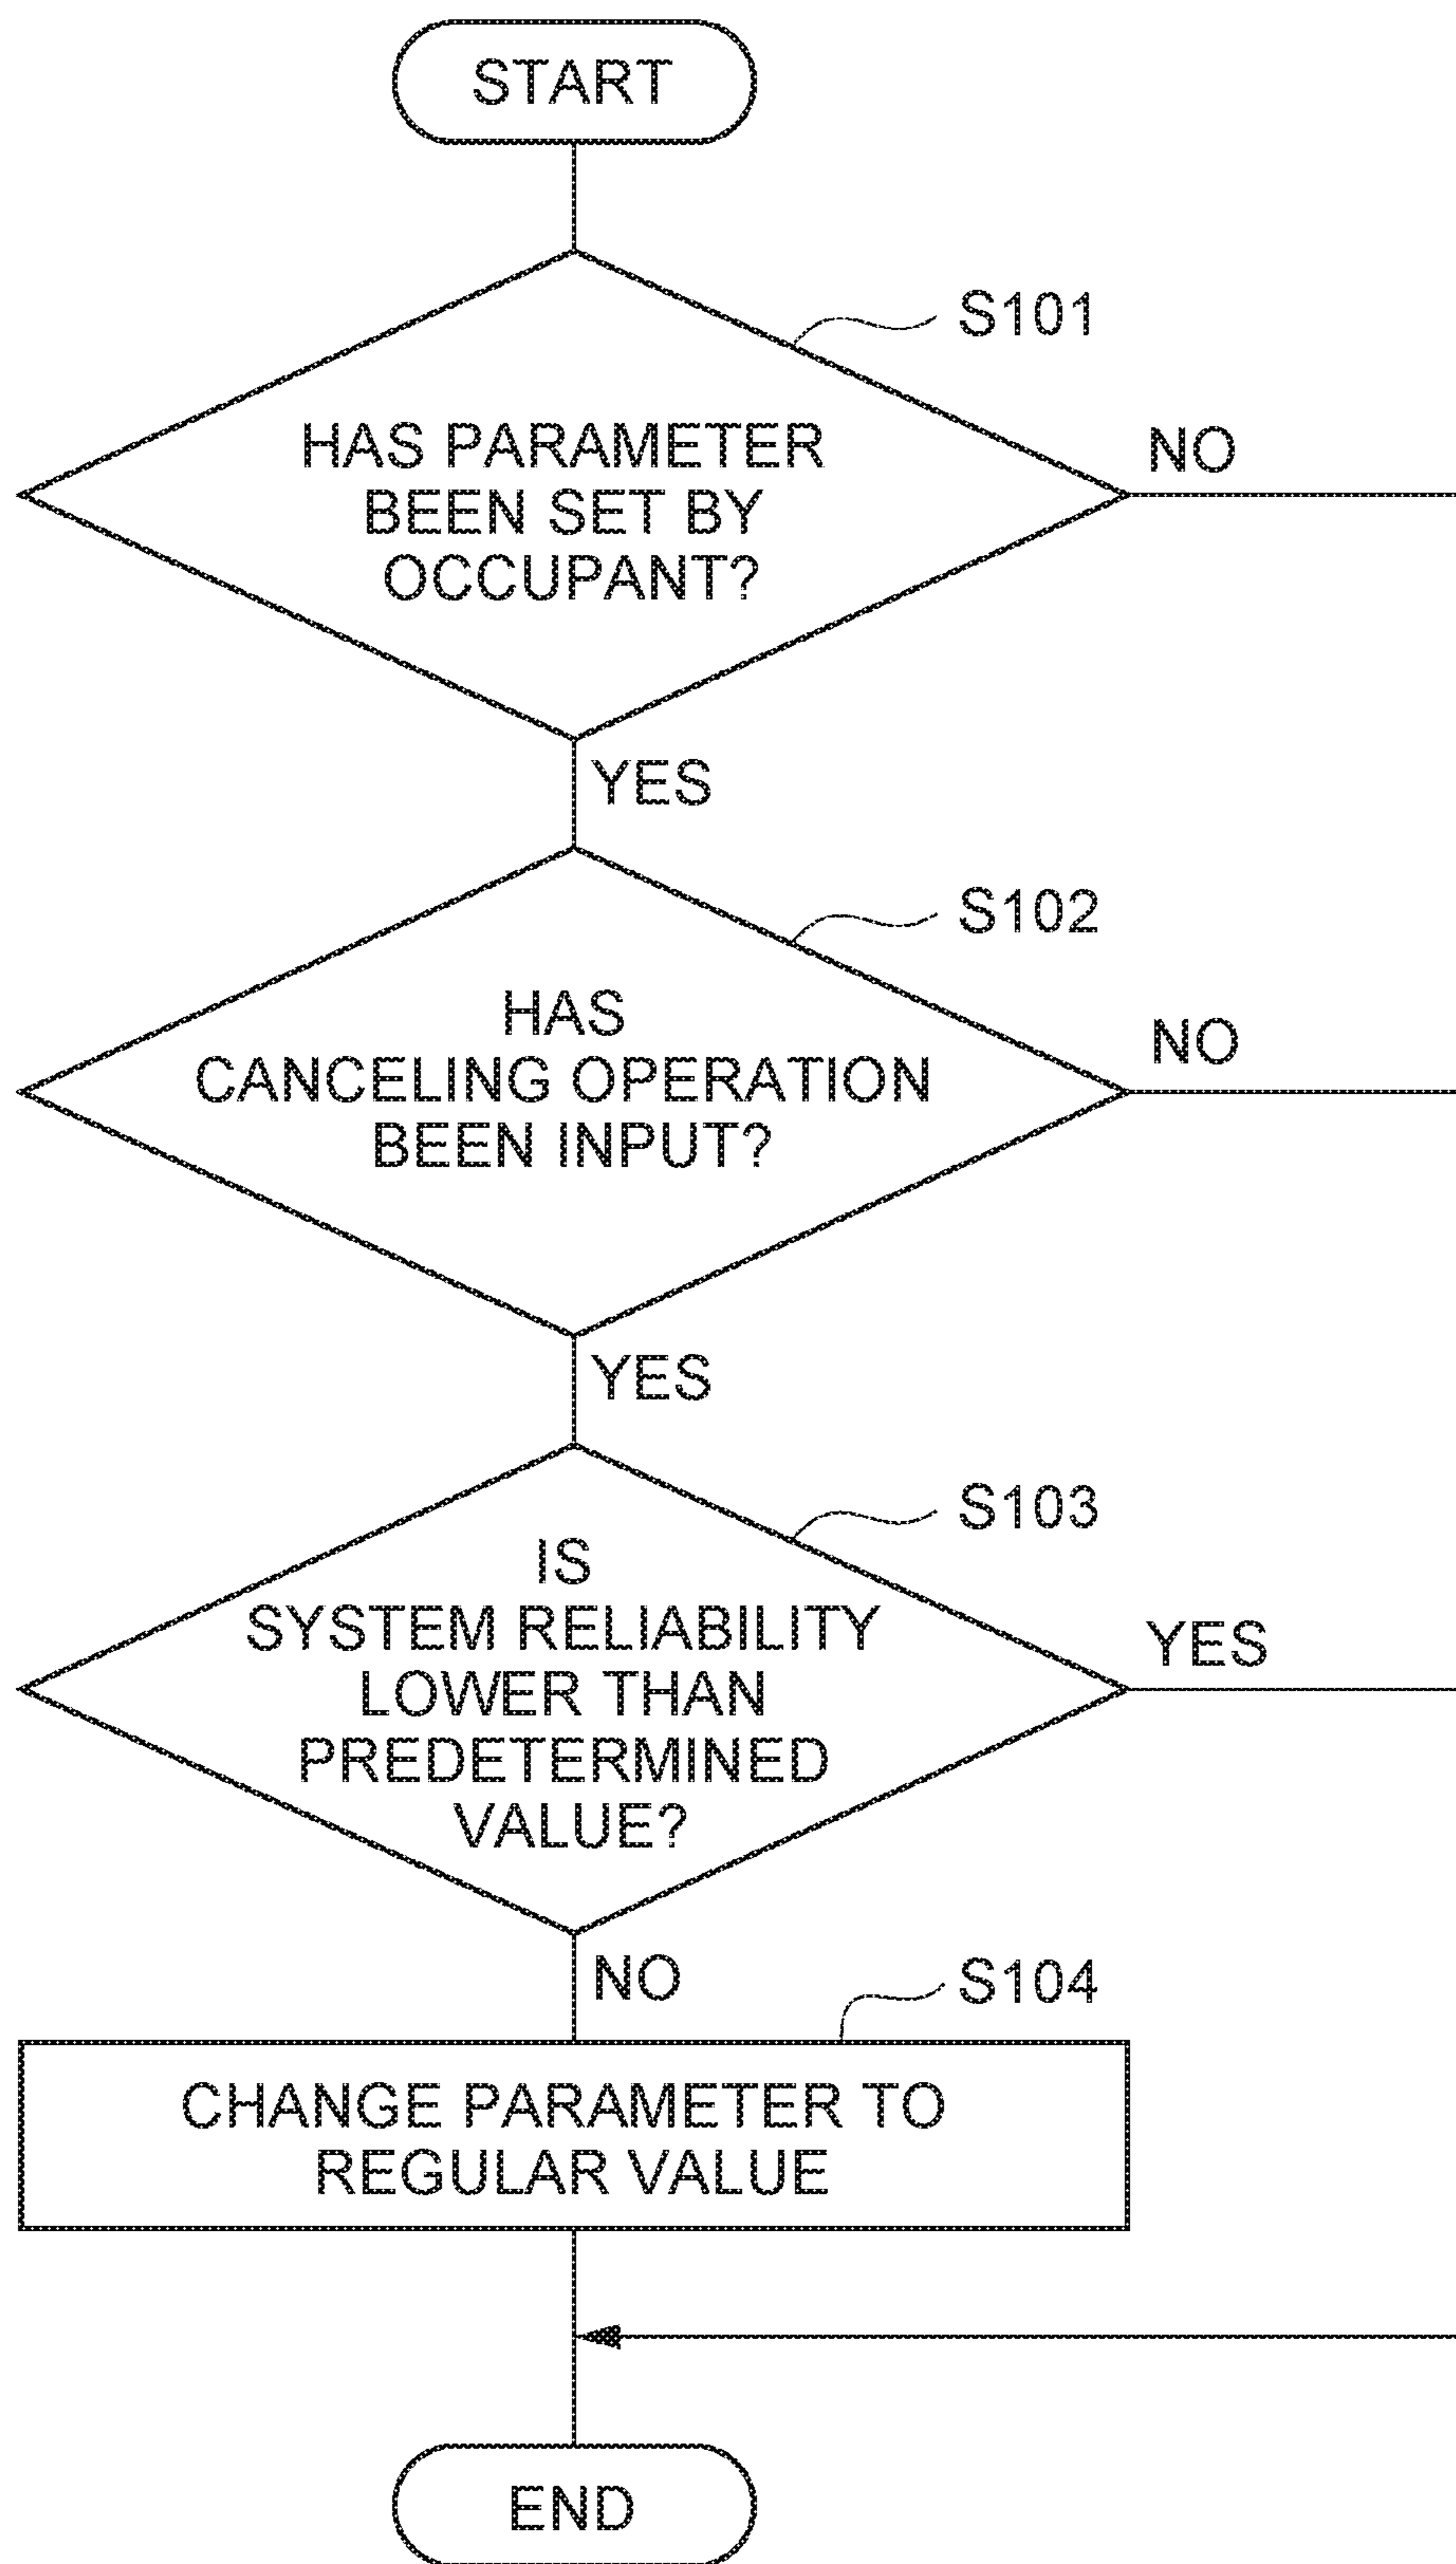 START
S101
HAS PARAMETER
BEEN SET BY
OCCUPANT?
NO
YES
S102
HAS
CANCELING OPERATION
BEEN INPUT?
NO
YES
S103
IS
SYSTEM RELIABILITY
LOWER THAN
PREDETERMINED
VALUE?
YES
NO
S104
CHANGE PARAMETER TO
REGULAR VALUE
END